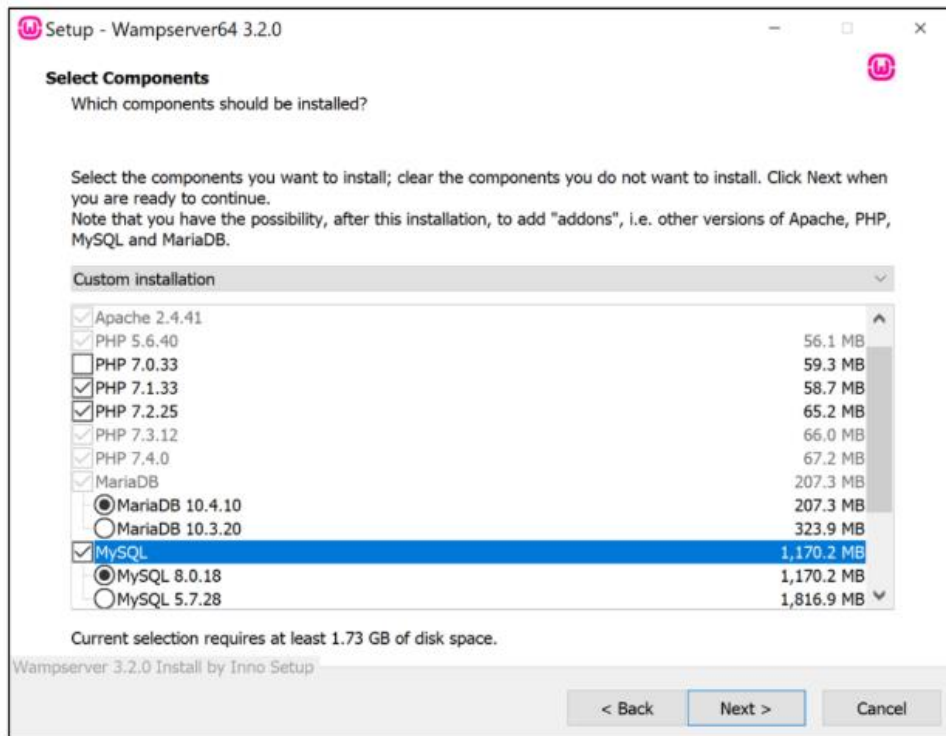 Setup - Wampserver64 3.2.0
Select Components
Which components should be installed?
Select the components you want to install; clear the components you do not want to install. Click Next when
you are ready to continue.
Note that you have the possibility, after this installation, to add "addons", i.e. other versions of Apache, PHP,
MySQL and MariaDB.
Custom installation
Apache 2.4.41
PHP 5.6.40 56.1 MB
PHP 7.0.33 59.3 MB
PHP 7.1.33 58.7 MB
PHP 7.2.25 65.2 MB
PHP 7.3.12 66.0 MB
PHP 7.4.0 67.2 MB
MariaDB 207.3 MB
MariaDB 10.4.10 207.3 MB
MariaDB 10.3.20 323.9 MB
MySQL 1,170.2 MB
MySQL 8.0.18 1,170.2 MB
MySQL 5.7.28 1,816.9 MB
Current selection requires at least 1.73 GB of disk space.
Wampserver 3.2.0 Install by Inno Setup
< Back Next > Cancel